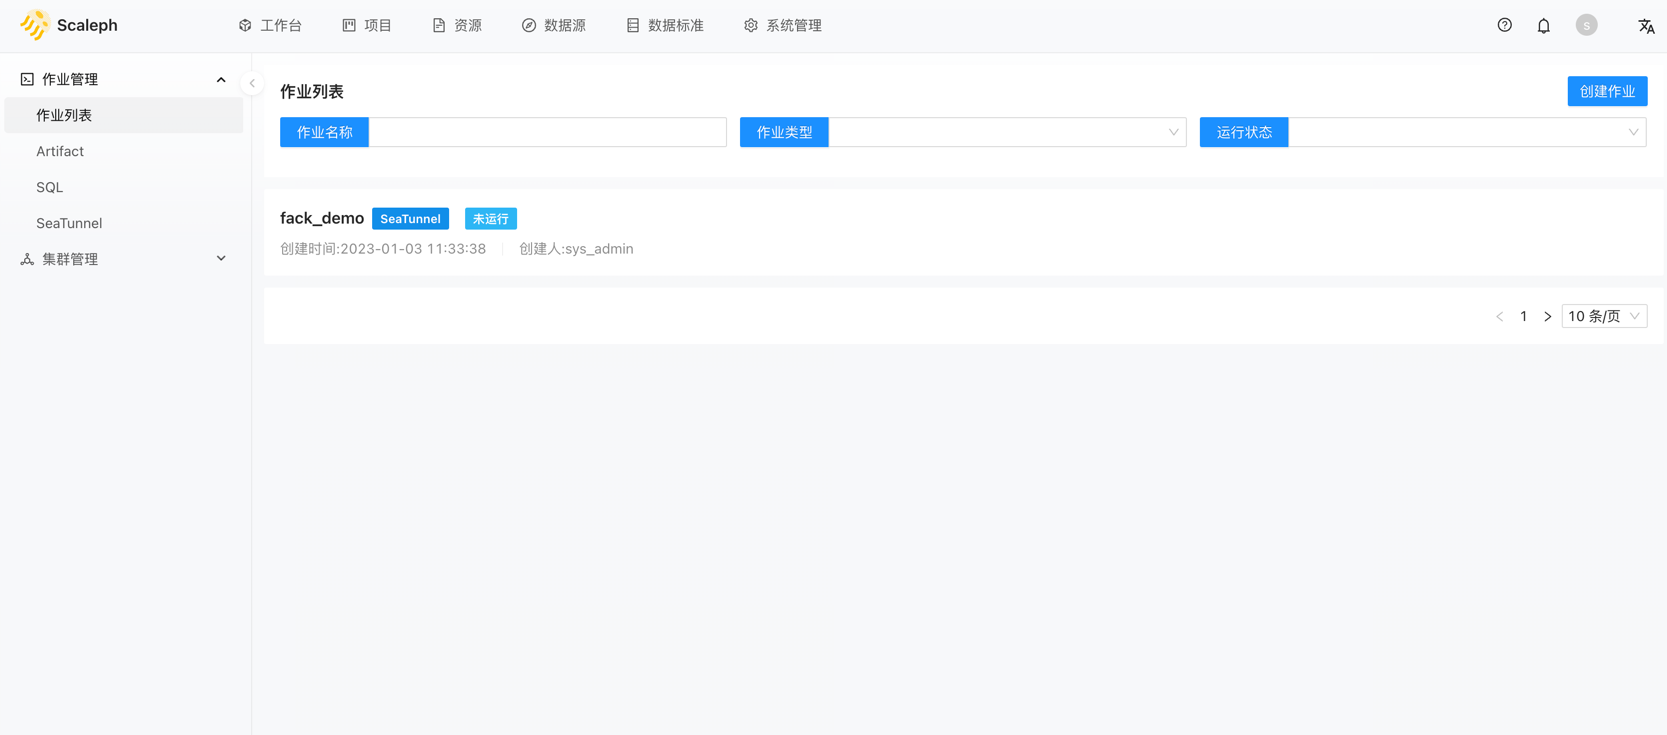 Scaleph 工作台 项目 资源 数据源 数据标准 系统管理 S
作业管理
作业列表
Artifact
SQL
SeaTunnel
集群管理
作业列表 创建作业
作业名称 作业类型 运行状态
fack_demo SeaTunnel 未运行
创建时间:2023-01-03 11:33:38 创建人:sys_admin
1 10 条/页